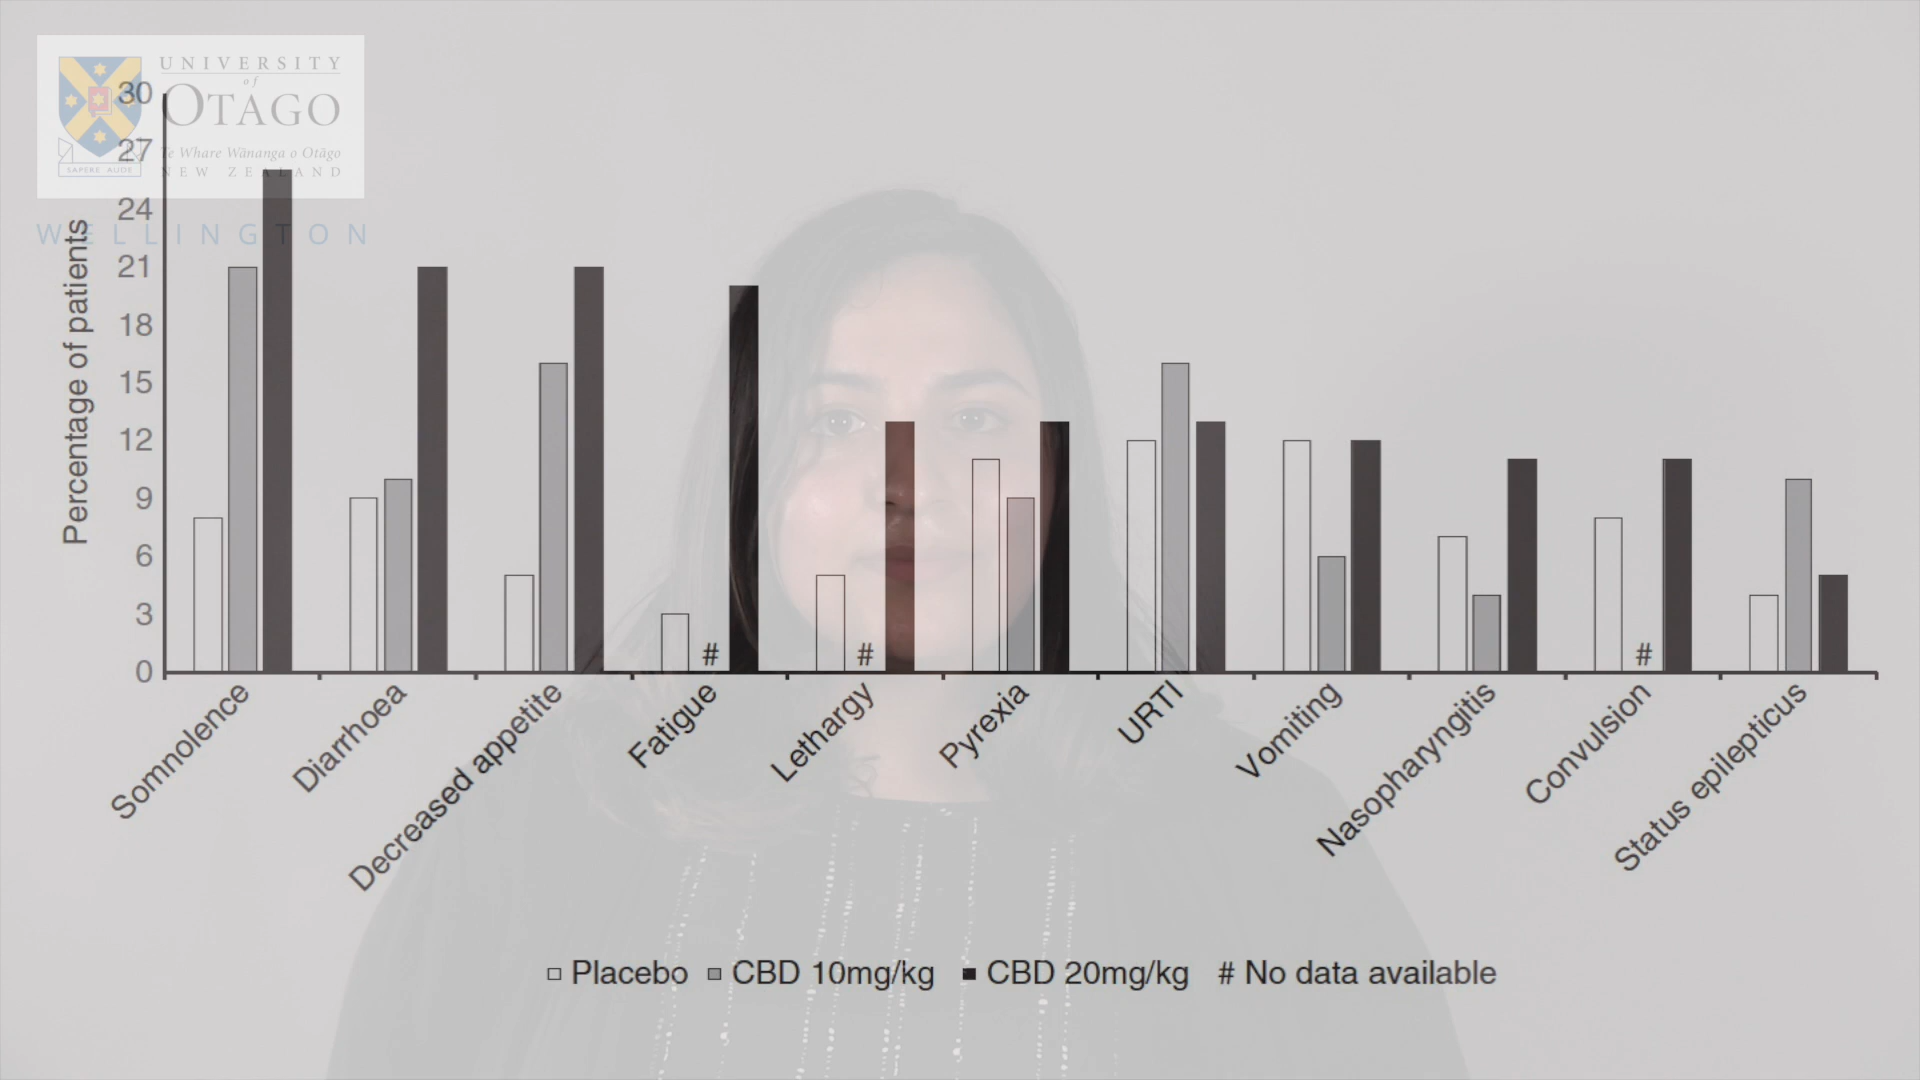 UNIVERSITY
of
OTAGO
Te Whare Wānanga o Otāgo
NEW ZEALAND
SAPERE AUDE
WELLINGTON
Percentage of patients
30
27
24
21
18
15
12
9
6
3
0
# # #
Somnolence
Diarrhoea
Decreased appetite
Fatigue
Lethargy
Pyrexia
URTI
Vomiting
Nasopharyngitis
Convulsion
Status epilepticus
Placebo CBD 10mg/kg CBD 20mg/kg # No data available